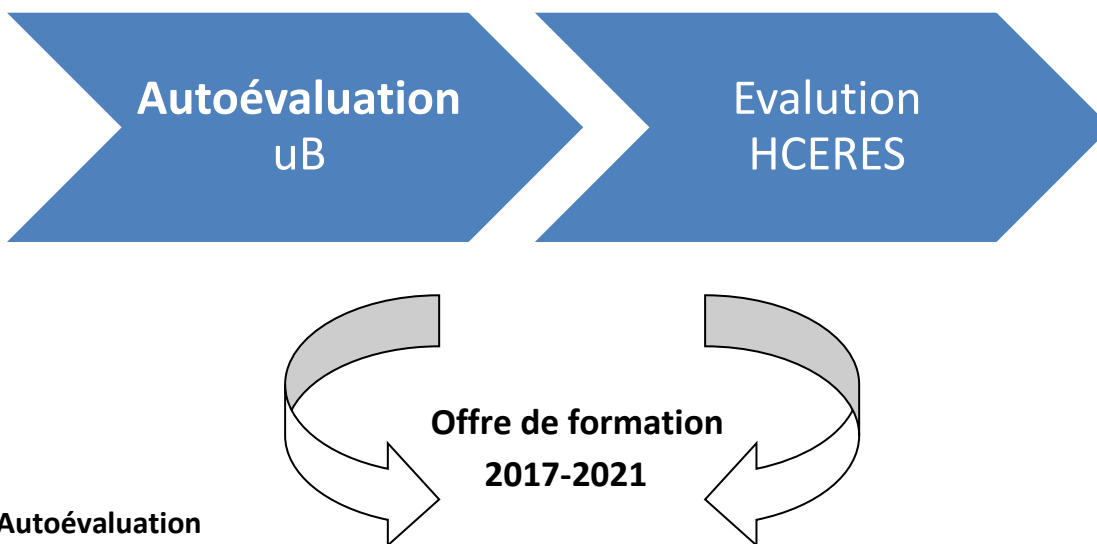 Autoévaluation
uB
Evalution
HCERES
Offre de formation
2017-2021
Autoévaluation